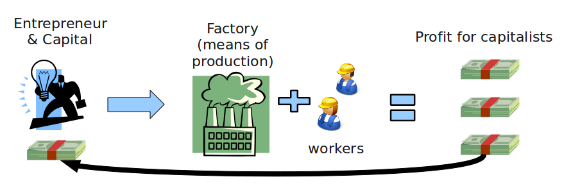 Entrepreneur
& Capital
Factory
(means of
production)
workers
Profit for capitalists